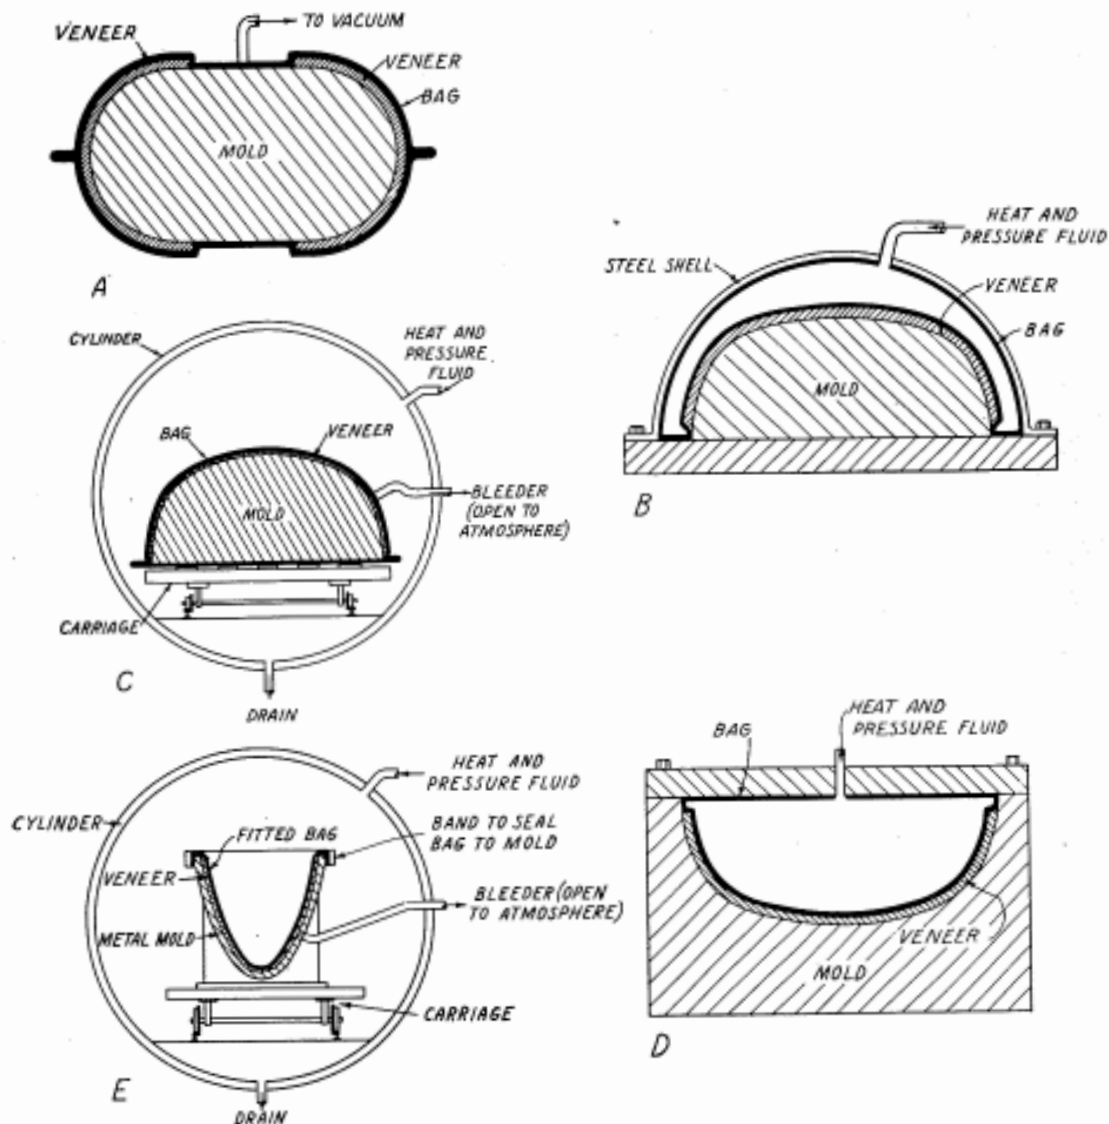 TO VACUUM
VENEER
VENEER
BAG
MOLD
A
HEAT AND
PRESSURE FLUID
STEEL SHELL
VENEER
BAG
MOLD
B
CYLINDER
HEAT AND
PRESSURE
FLUID
BAG
VENEER
BLEEDER
(OPEN TO
ATMOSPHERE)
MOLD
CARRIAGE
C
DRAIN
HEAT AND
PRESSURE FLUID
BAG
VENEER
MOLD
D
HEAT AND
PRESSURE FLUID
CYLINDER
FITTED BAG
BAND TO SEAL
BAG TO MOLD
VENEER
BLEEDER (OPEN
TO ATMOSPHERE)
METAL MOLD
CARRIAGE
E
DRAIN